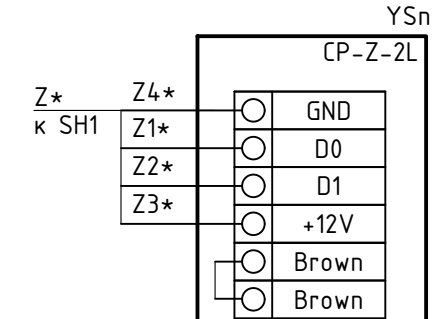 YSn
CP-Z-2L
Z*
к SH1
Z4* GND
Z1* D0
Z2* D1
Z3* +12V
Brown
Brown